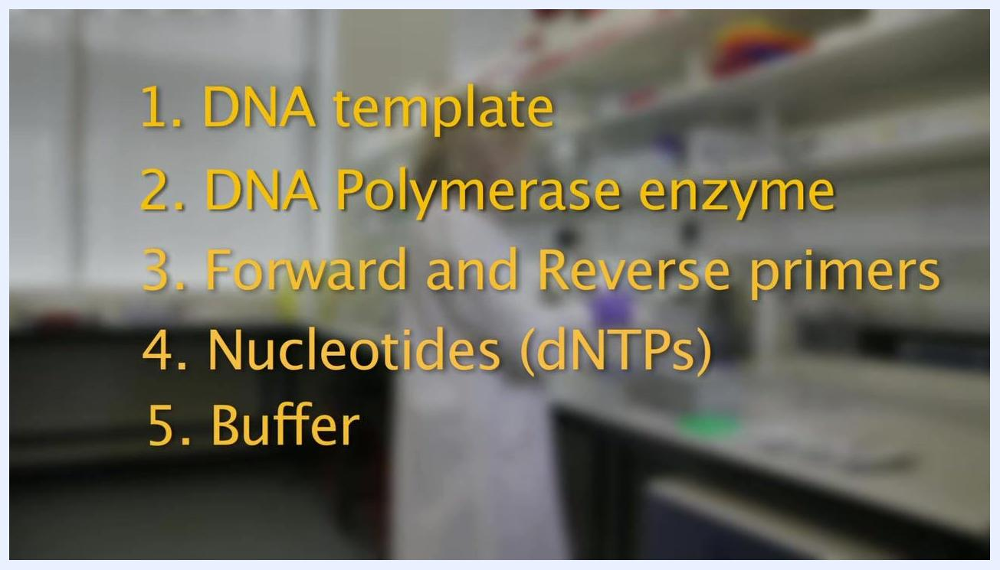 1. DNA template
2. DNA Polymerase enzyme
3. Forward and Reverse primers
4. Nucleotides (dNTPs)
5. Buffer